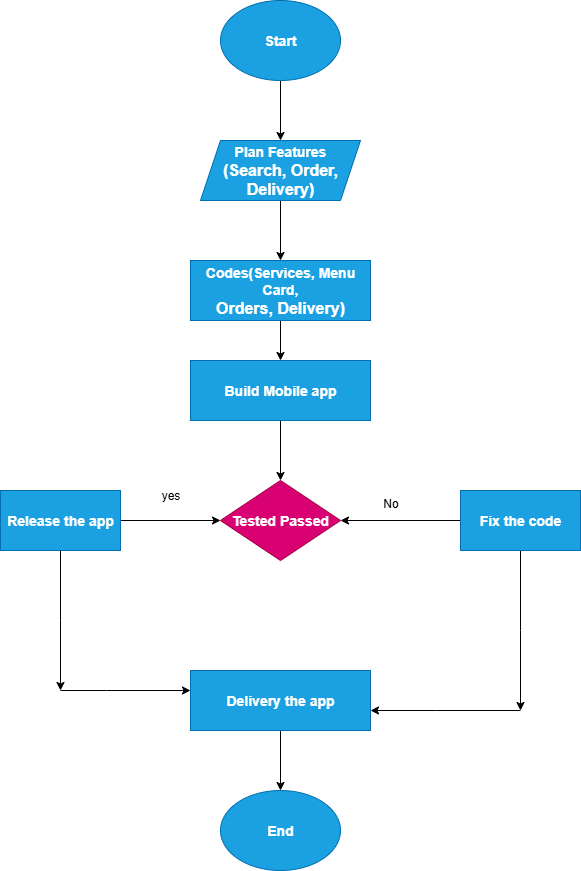 Start
Plan Features
(Search, Order,
Delivery)
Codes(Services, Menu
Card,
Orders, Delivery)
Build Mobile app
yes
No
Release the app
Tested Passed
Fix the code
Delivery the app
End